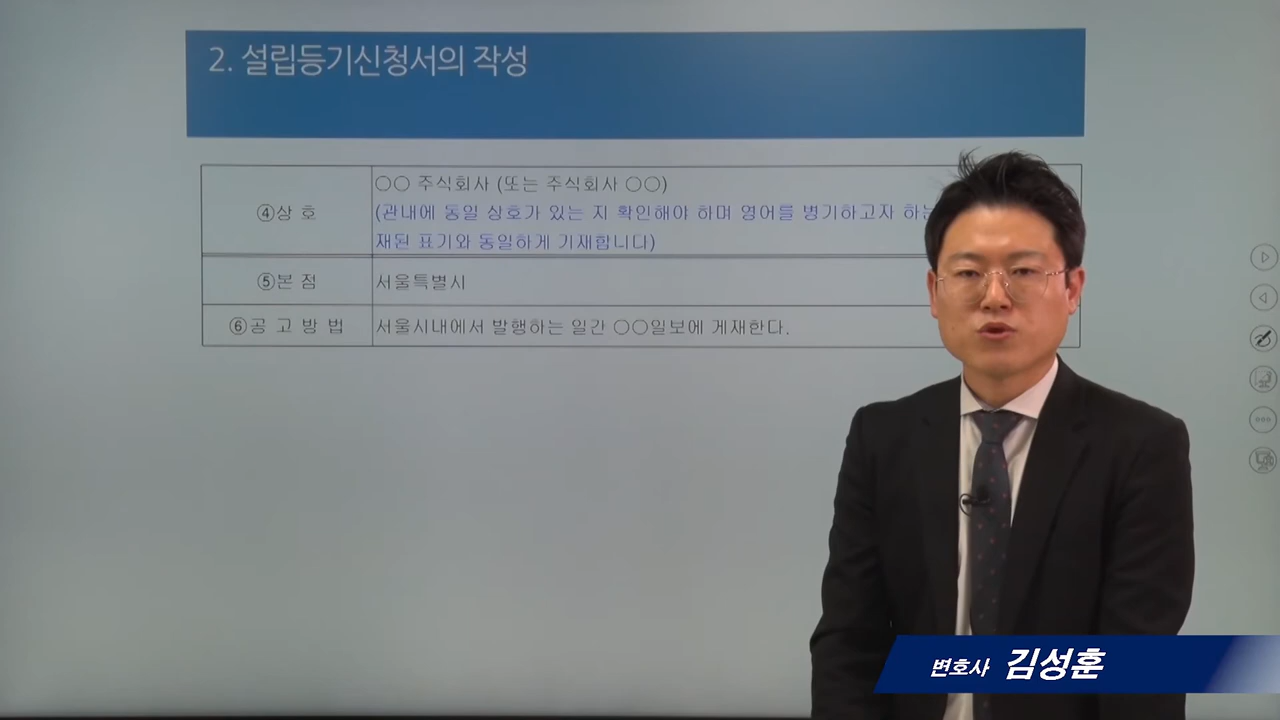 2. 설립등기신청서의 작성
④상 호
○○ 주식회사 (또는 주식회사 ○○)
(관내에 동일 상호가 있는 지 확인해야 하며 영어를 병기하고자 하는
재된 표기와 동일하게 기재합니다)
⑤본 점
서울특별시
⑥공 고 방 법
서울시내에서 발행하는 일간 ○○일보에 게재한다.
변호사 김성훈